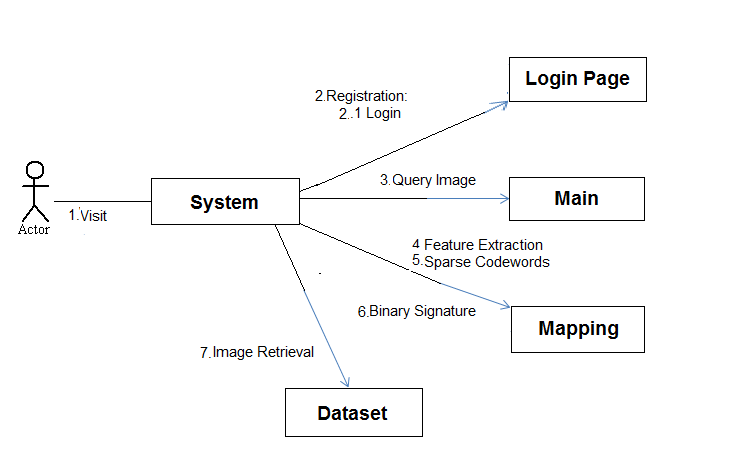 Login Page
2.Registration:
2..1 Login
3.Query Image
System
Main
1.Visit
Actor
4 Feature Extraction
5.Sparse Codewords
6.Binary Signature
Mapping
7.Image Retrieval
Dataset